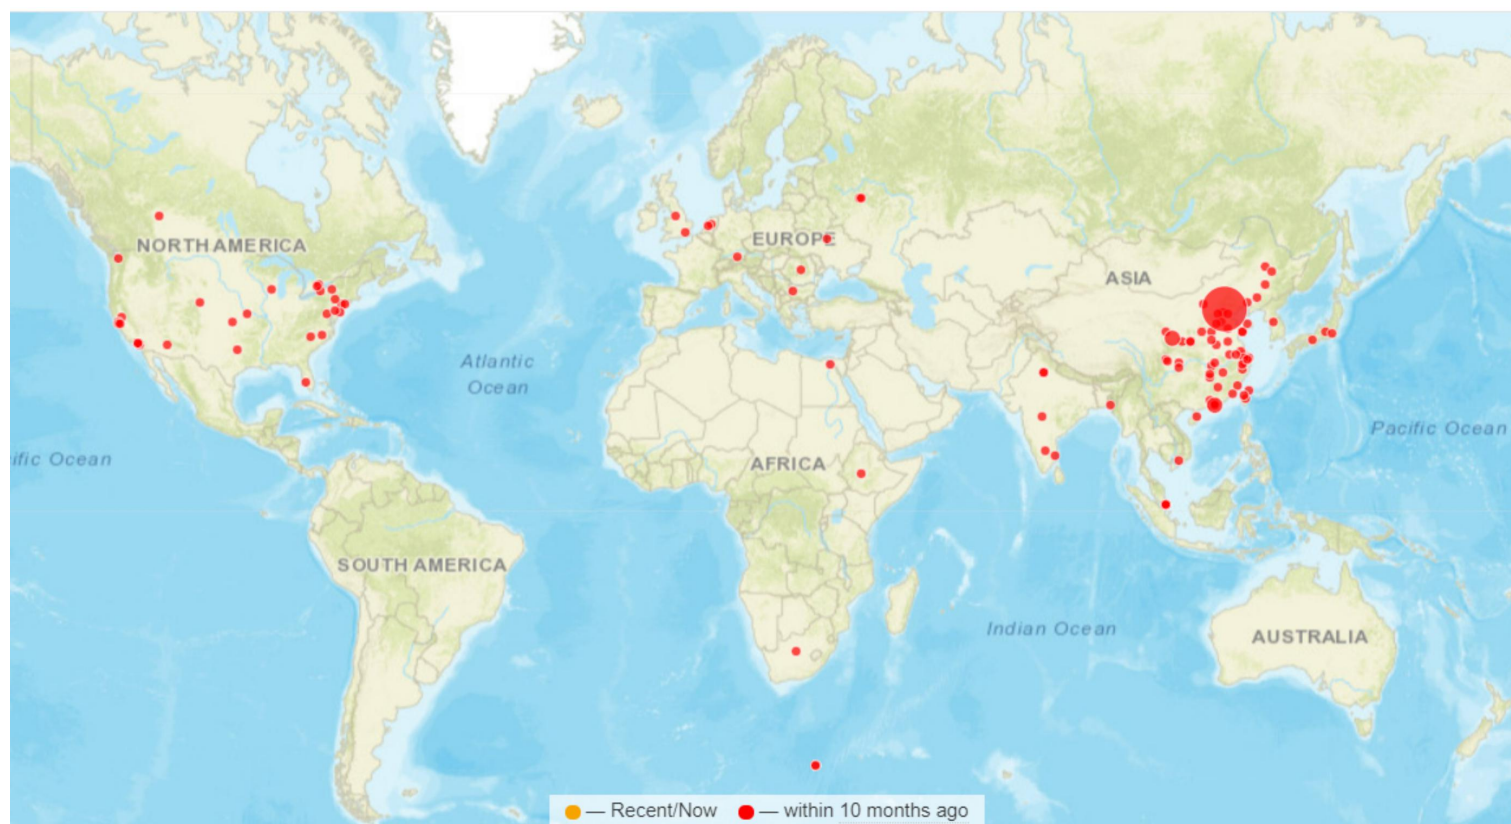 NORTH AMERICA
EUROPE
ASIA
Atlantic
Ocean
Pacific Ocean
cific Ocean
AFRICA
SOUTH AMERICA
Indian Ocean
AUSTRALIA
— Recent/Now — within 10 months ago